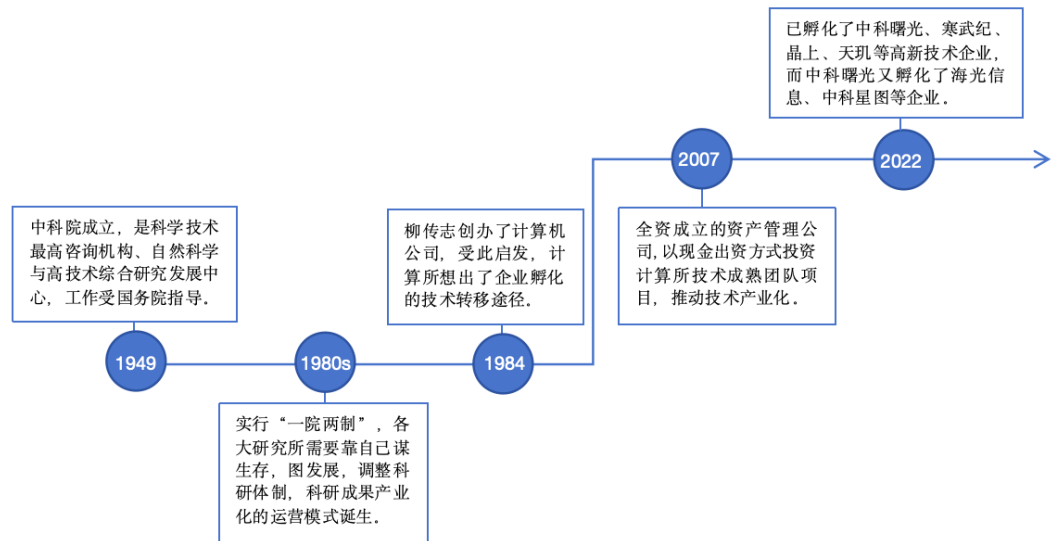 中科院成立，是科学技术
最高咨询机构、自然科学
与高技术综合研究发展中
心，工作受国务院指导。
1949
1980s
实行“一院两制”，各
大研究所需要靠自己谋
生存，图发展，调整科
研体制，科研成果产业
化的运营模式诞生。
柳传志创办了计算机
公司，受此启发，计
算所想出了企业孵化
的技术转移途径。
1984
2007
全资成立的资产管理公
司,以现金出资方式投资
计算所技术成熟团队项
目，推动技术产业化。
已孵化了中科曙光、寒武纪、
晶上、天玑等高新技术企业，
而中科曙光又孵化了海光信
息、中科星图等企业。
2022